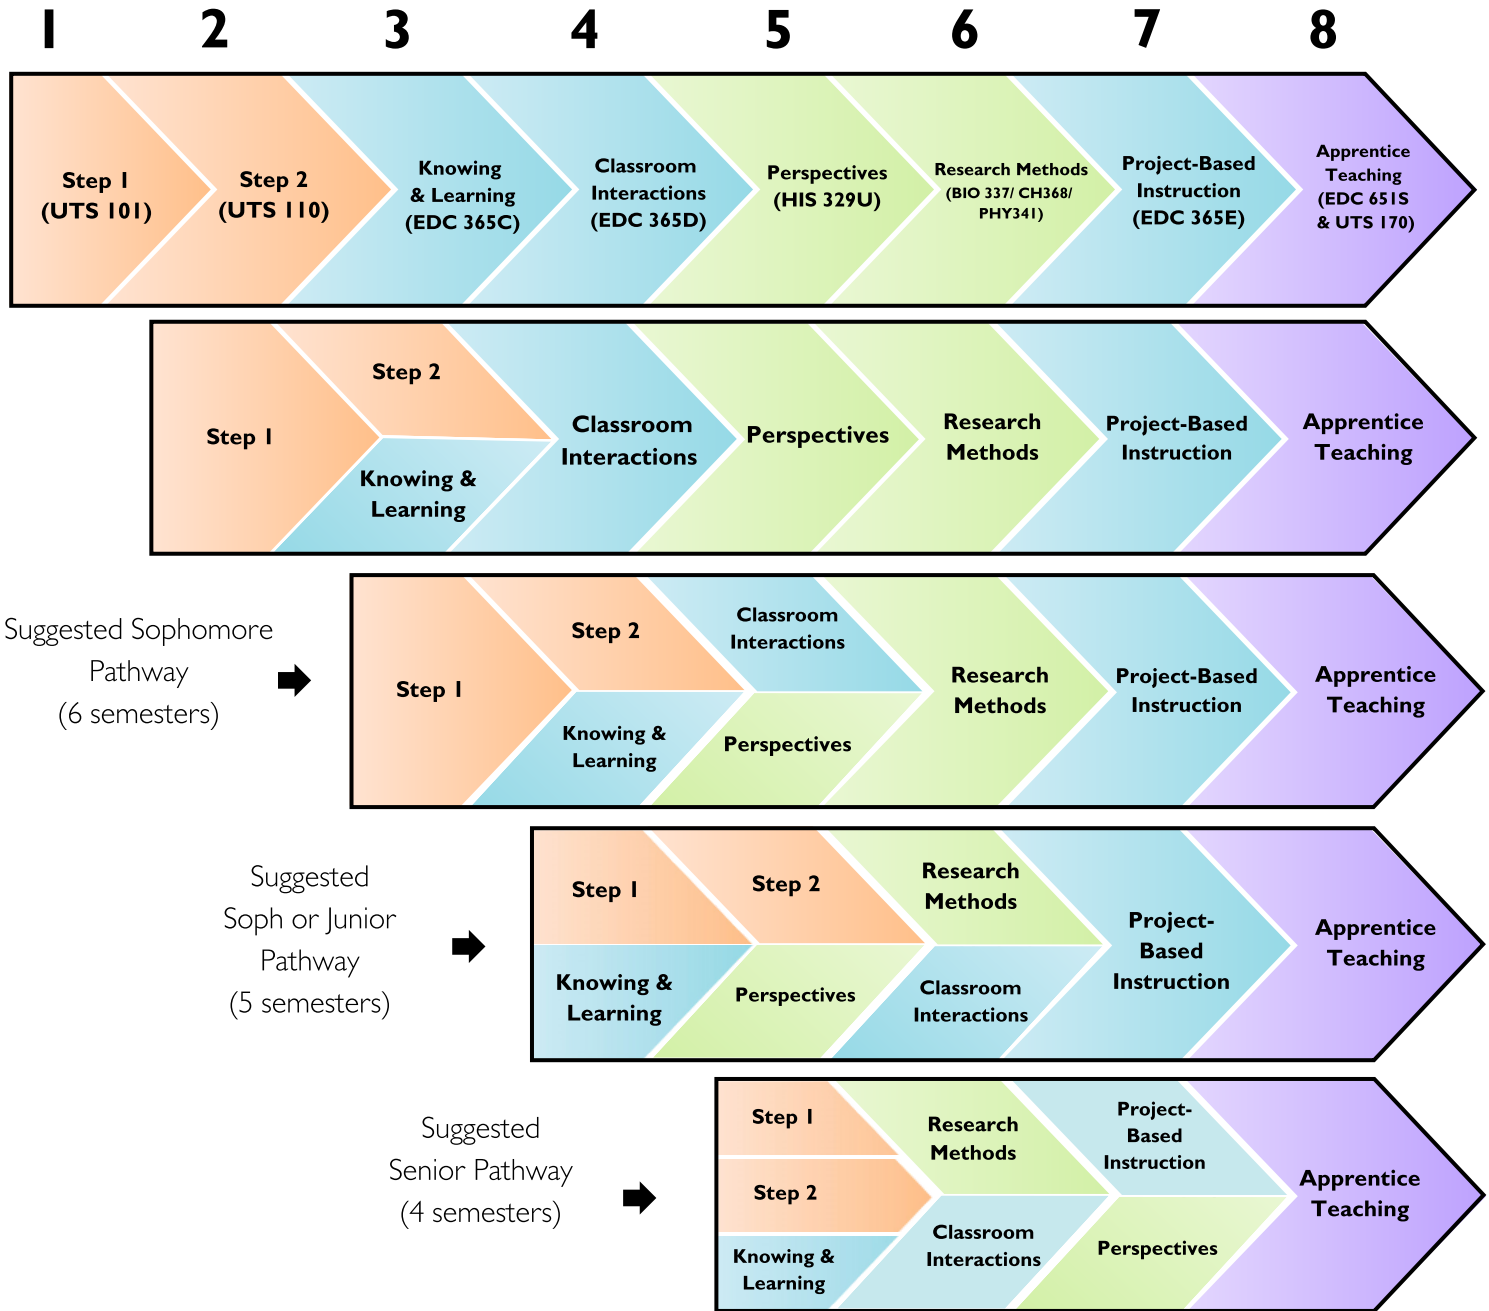 1 2 3 4 5 6 7 8
Step 1
(UTS 101)
Step 2
(UTS 110)
Knowing
& Learning
(EDC 365C)
Classroom
Interactions
(EDC 365D)
Perspectives
(HIS 329U)
Research Methods
(BIO 337/ CH368/
PHY341)
Project-Based
Instruction
(EDC 365E)
Apprentice
Teaching
(EDC 651S
& UTS 170)
Step 1
Step 2
Knowing &
Learning
Classroom
Interactions
Perspectives
Research
Methods
Project-Based
Instruction
Apprentice
Teaching
Suggested Sophomore
Pathway
(6 semesters)
Step 1
Step 2
Knowing &
Learning
Classroom
Interactions
Perspectives
Research
Methods
Project-Based
Instruction
Apprentice
Teaching
Suggested
Soph or Junior
Pathway
(5 semesters)
Step 1
Knowing &
Learning
Step 2
Perspectives
Research
Methods
Classroom
Interactions
Project-
Based
Instruction
Apprentice
Teaching
Suggested
Senior Pathway
(4 semesters)
Step 1
Step 2
Knowing &
Learning
Research
Methods
Classroom
Interactions
Project-
Based
Instruction
Perspectives
Apprentice
Teaching